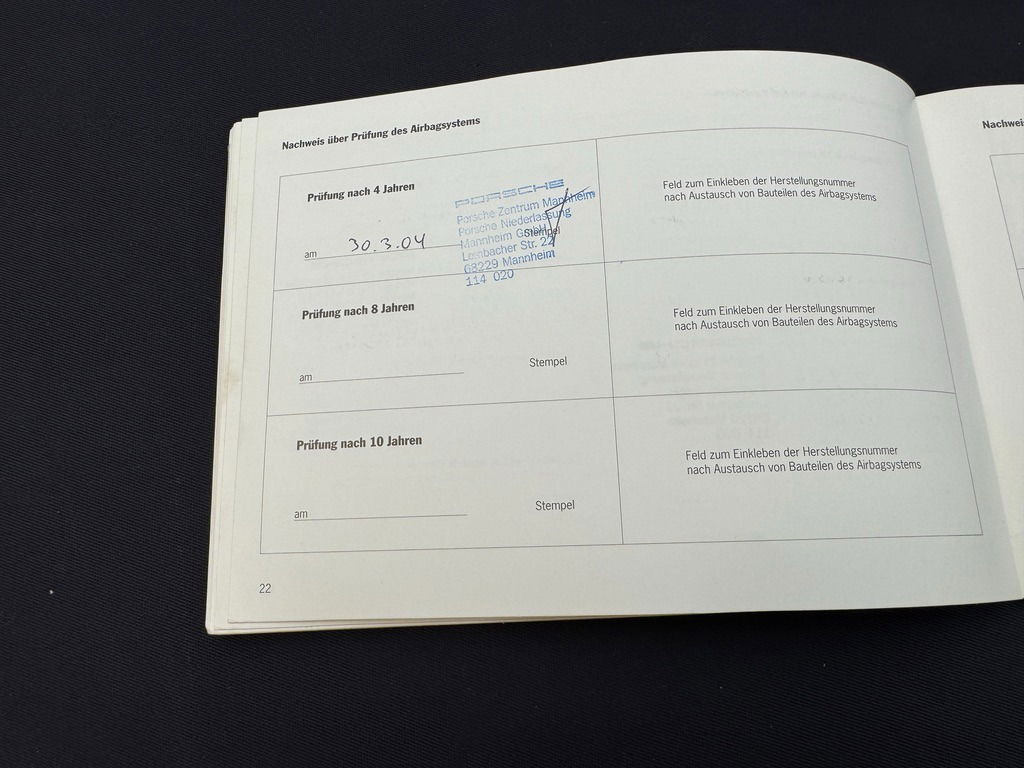 Nachweis über Prüfung des Airbagsystems
Nachwei
Prüfung nach 4 Jahren
am 30.3.04
PORSCHE
Porsche Zentrum Mannheim
Porsche Niederlassung
Mannheim GmbH
Stempel
Str. 22
68229 Mannheim
114 020
Feld zum Einkleben der Herstellungsnummer
nach Austausch von Bauteilen des Airbagsystems
Prüfung nach 8 Jahren
am
Stempel
Feld zum Einkleben der Herstellungsnummer
nach Austausch von Bauteilen des Airbagsystems
Prüfung nach 10 Jahren
am
Stempel
Feld zum Einkleben der Herstellungsnummer
nach Austausch von Bauteilen des Airbagsystems
22